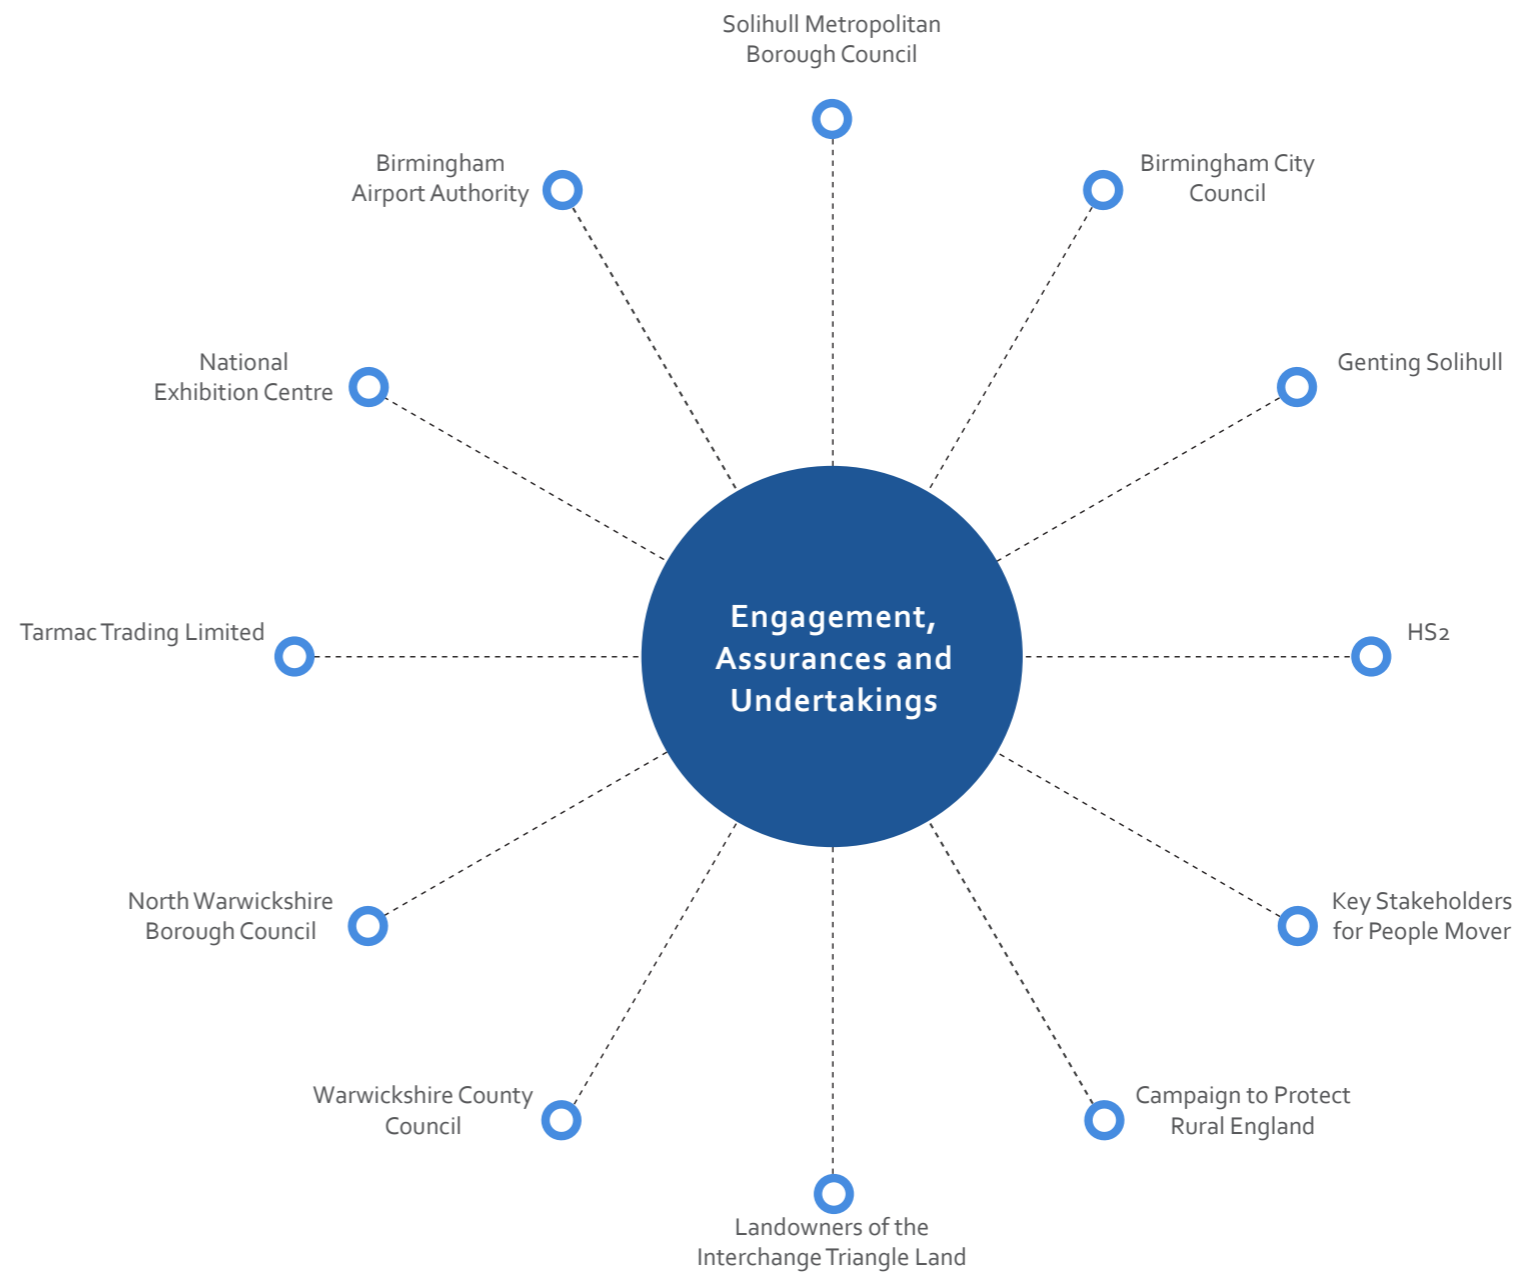 Solihull Metropolitan
Borough Council
Birmingham City
Council
Genting Solihull
HS2
Key Stakeholders
for People Mover
Campaign to Protect
Rural England
Landowners of the
Interchange Triangle Land
Warwickshire County
Council
North Warwickshire
Borough Council
Tarmac Trading Limited
National
Exhibition Centre
Birmingham
Airport Authority
Engagement,
Assurances and
Undertakings